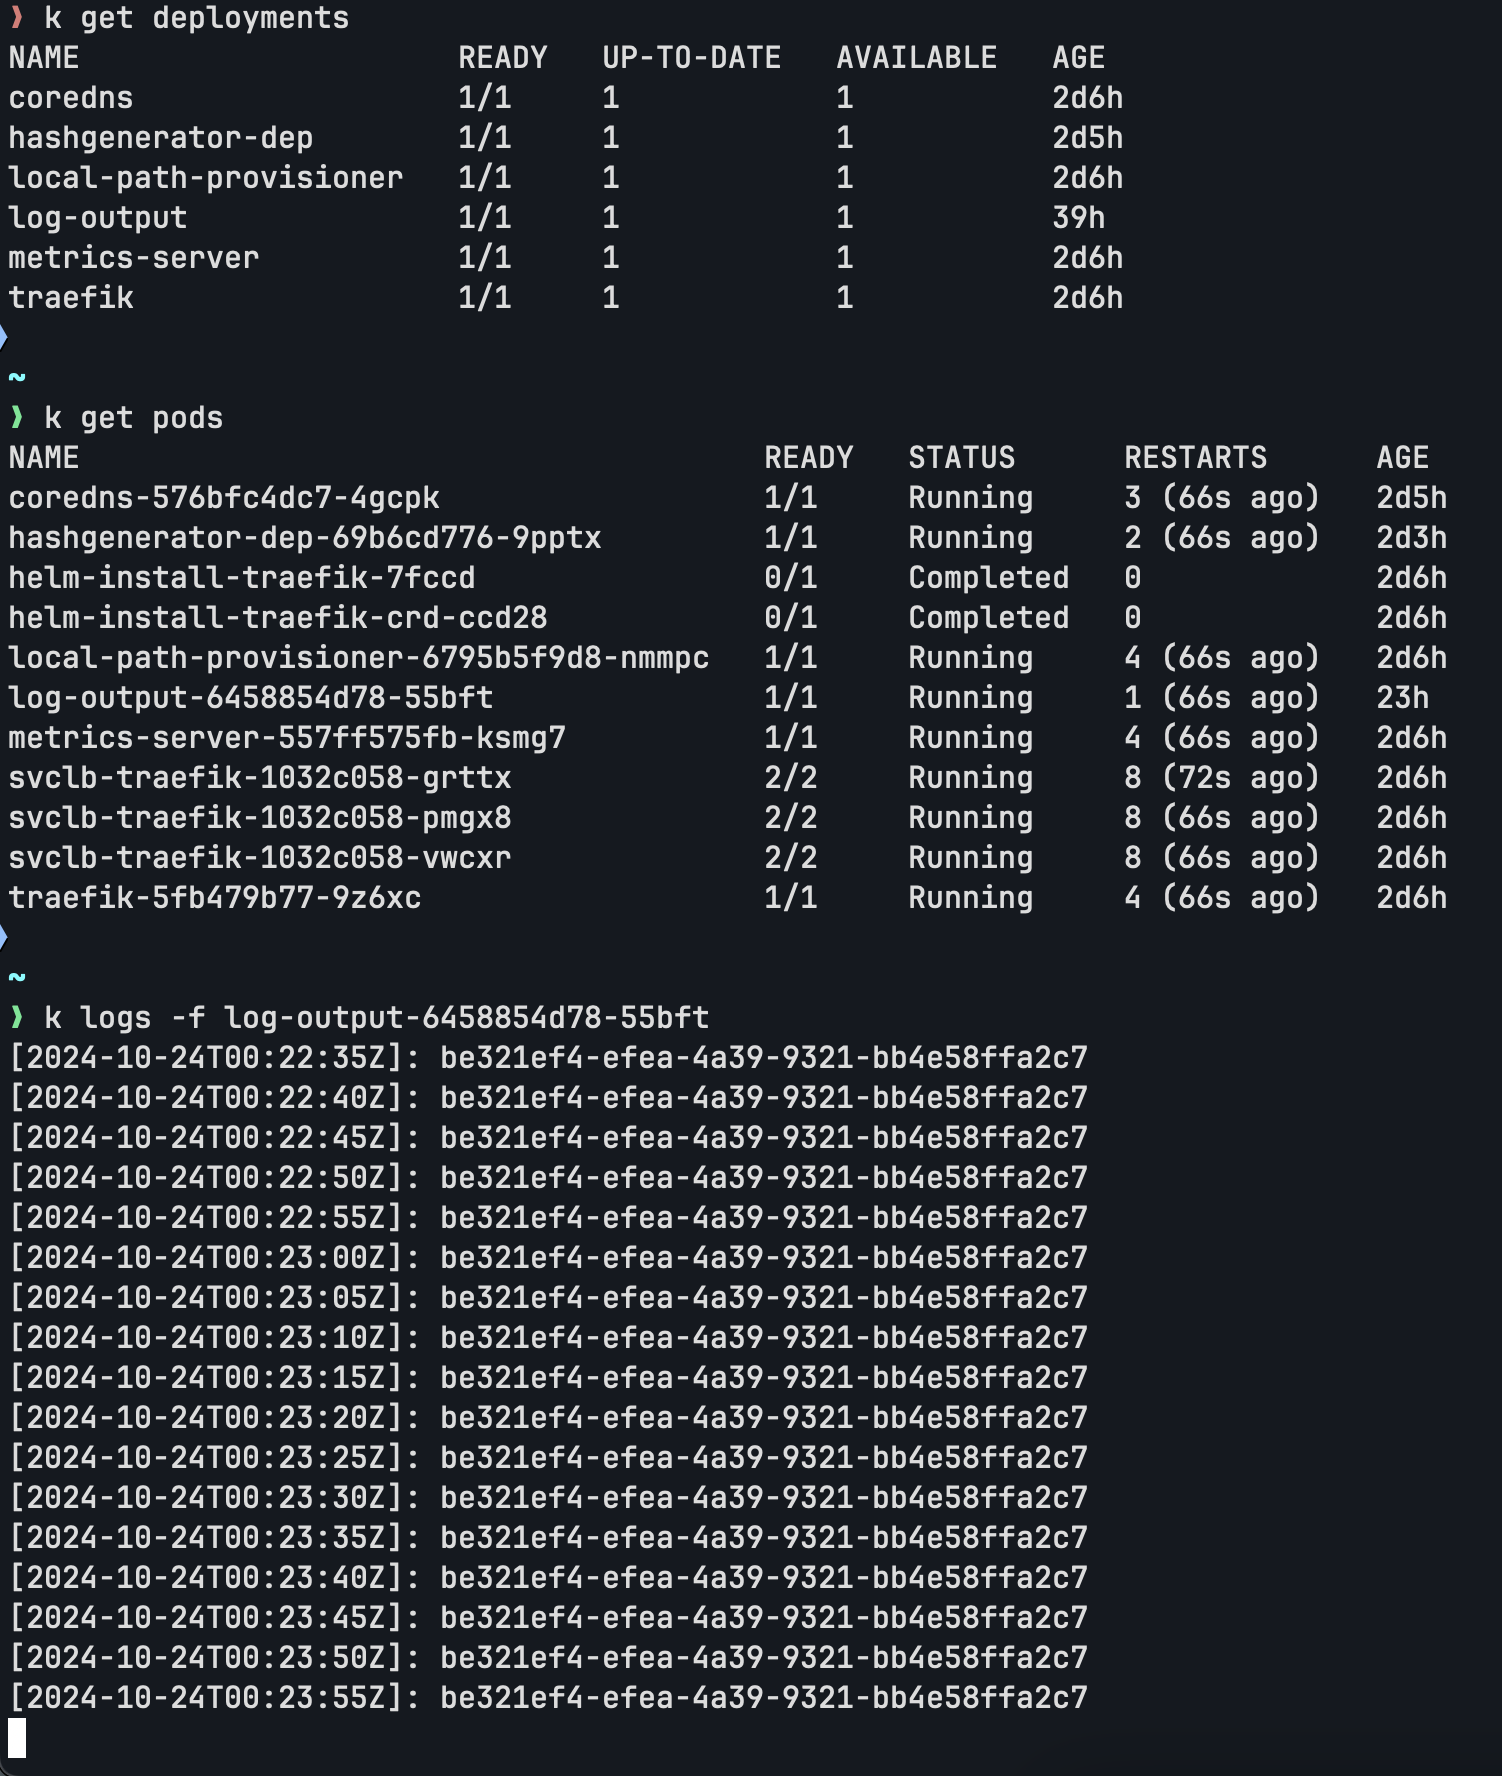 ❯ k get deployments
NAME                     READY   UP-TO-DATE   AVAILABLE   AGE
coredns                  1/1     1            1           2d6h
hashgenerator-dep        1/1     1            1           2d5h
local-path-provisioner   1/1     1            1           2d6h
log-output               1/1     1            1           39h
metrics-server           1/1     1            1           2d6h
traefik                  1/1     1            1           2d6h
~
❯ k get pods
NAME                                      READY   STATUS      RESTARTS      AGE
coredns-576bfc4dc7-4gcpk                  1/1     Running     3 (66s ago)   2d5h
hashgenerator-dep-69b6cd776-9pptx         1/1     Running     2 (66s ago)   2d3h
helm-install-traefik-7fccd                0/1     Completed   0             2d6h
helm-install-traefik-crd-ccd28            0/1     Completed   0             2d6h
local-path-provisioner-6795b5f9d8-nmmpc   1/1     Running     4 (66s ago)   2d6h
log-output-6458854d78-55bft               1/1     Running     1 (66s ago)   23h
metrics-server-557ff575fb-ksmg7           1/1     Running     4 (66s ago)   2d6h
svclb-traefik-1032c058-grttx              2/2     Running     8 (72s ago)   2d6h
svclb-traefik-1032c058-pmgx8              2/2     Running     8 (66s ago)   2d6h
svclb-traefik-1032c058-vwcxr              2/2     Running     8 (66s ago)   2d6h
traefik-5fb479b77-9z6xc                   1/1     Running     4 (66s ago)   2d6h
~
❯ k logs -f log-output-6458854d78-55bft
[2024-10-24T00:22:35Z]: be321ef4-efea-4a39-9321-bb4e58ffa2c7
[2024-10-24T00:22:40Z]: be321ef4-efea-4a39-9321-bb4e58ffa2c7
[2024-10-24T00:22:45Z]: be321ef4-efea-4a39-9321-bb4e58ffa2c7
[2024-10-24T00:22:50Z]: be321ef4-efea-4a39-9321-bb4e58ffa2c7
[2024-10-24T00:22:55Z]: be321ef4-efea-4a39-9321-bb4e58ffa2c7
[2024-10-24T00:23:00Z]: be321ef4-efea-4a39-9321-bb4e58ffa2c7
[2024-10-24T00:23:05Z]: be321ef4-efea-4a39-9321-bb4e58ffa2c7
[2024-10-24T00:23:10Z]: be321ef4-efea-4a39-9321-bb4e58ffa2c7
[2024-10-24T00:23:15Z]: be321ef4-efea-4a39-9321-bb4e58ffa2c7
[2024-10-24T00:23:20Z]: be321ef4-efea-4a39-9321-bb4e58ffa2c7
[2024-10-24T00:23:25Z]: be321ef4-efea-4a39-9321-bb4e58ffa2c7
[2024-10-24T00:23:30Z]: be321ef4-efea-4a39-9321-bb4e58ffa2c7
[2024-10-24T00:23:35Z]: be321ef4-efea-4a39-9321-bb4e58ffa2c7
[2024-10-24T00:23:40Z]: be321ef4-efea-4a39-9321-bb4e58ffa2c7
[2024-10-24T00:23:45Z]: be321ef4-efea-4a39-9321-bb4e58ffa2c7
[2024-10-24T00:23:50Z]: be321ef4-efea-4a39-9321-bb4e58ffa2c7
[2024-10-24T00:23:55Z]: be321ef4-efea-4a39-9321-bb4e58ffa2c7